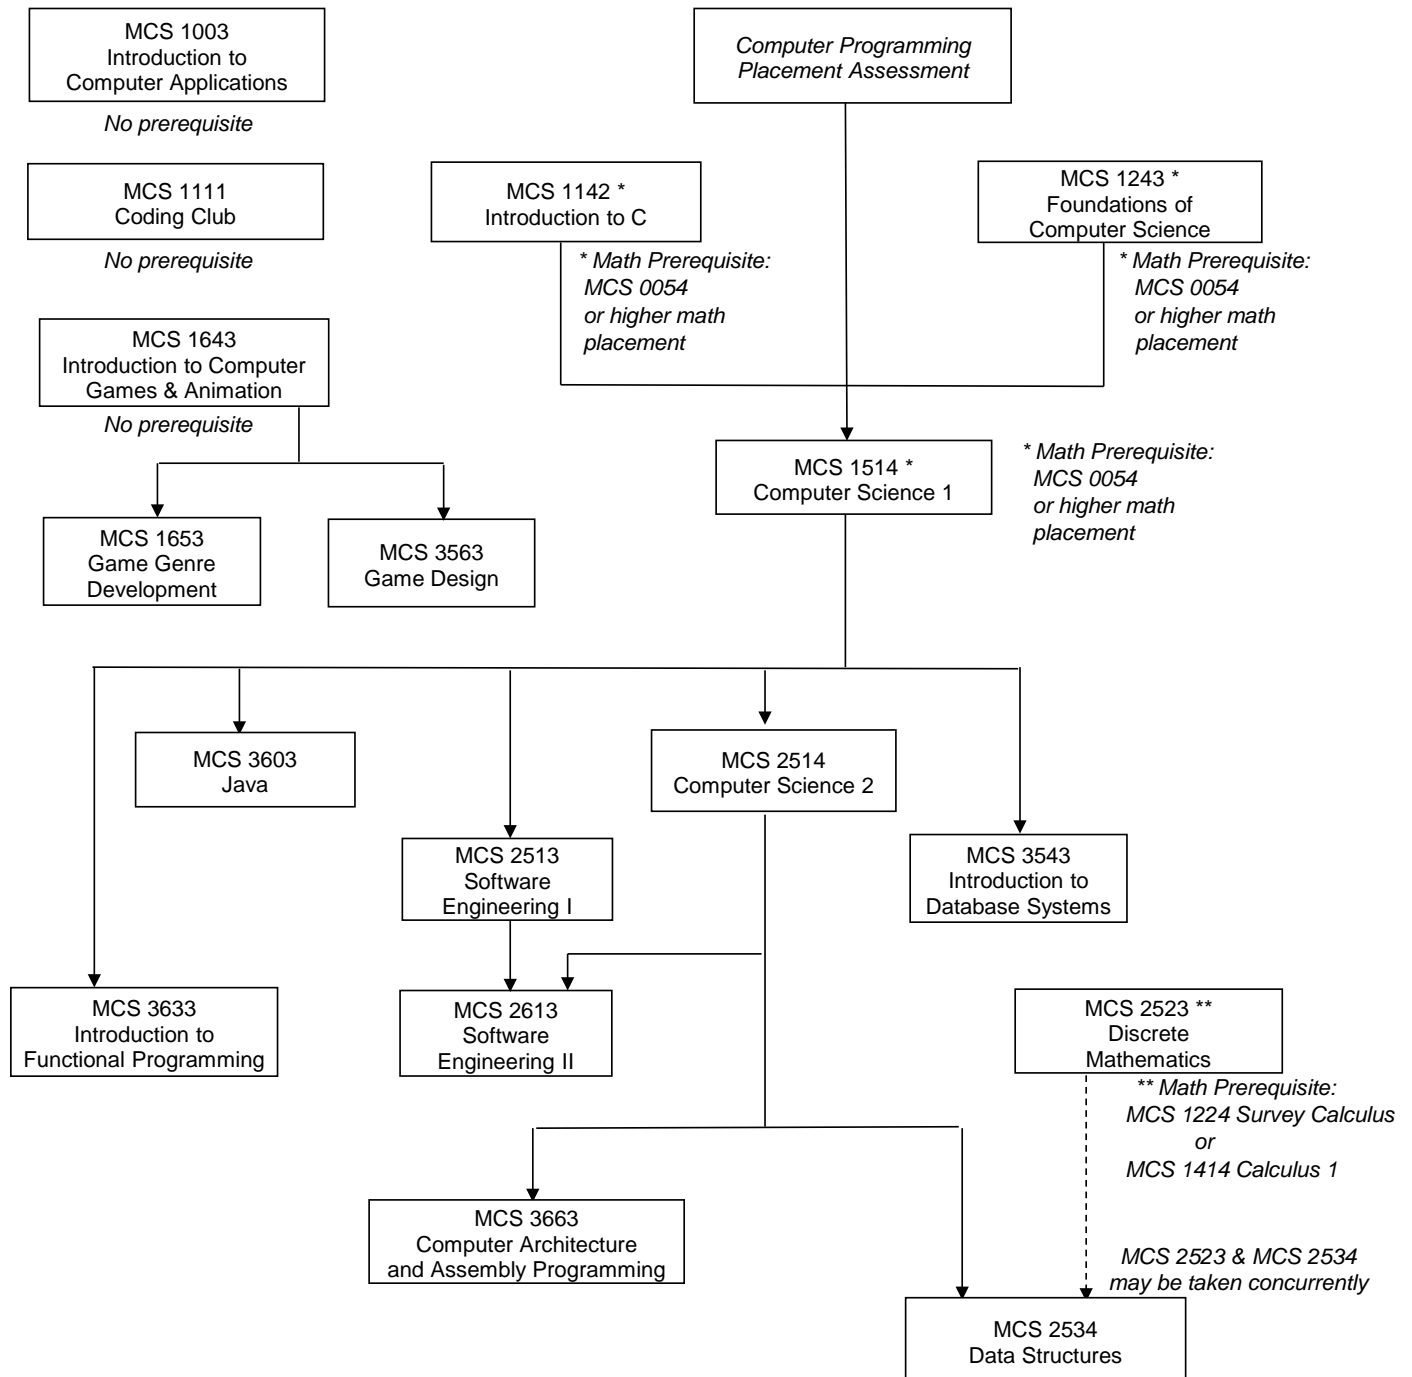 MCS 1003
Introduction to
Computer Applications
No prerequisite
Computer Programming
Placement Assessment
MCS 1111
Coding Club
No prerequisite
MCS 1142 *
Introduction to C
* Math Prerequisite:
MCS 0054
or higher math
placement
MCS 1243 *
Foundations of
Computer Science
* Math Prerequisite:
MCS 0054
or higher math
placement
MCS 1643
Introduction to Computer
Games & Animation
No prerequisite
MCS 1514 *
Computer Science 1
* Math Prerequisite:
MCS 0054
or higher math
placement
MCS 1653
Game Genre
Development
MCS 3563
Game Design
MCS 3603
Java
MCS 2514
Computer Science 2
MCS 2513
Software
Engineering I
MCS 3543
Introduction to
Database Systems
MCS 3633
Introduction to
Functional Programming
MCS 2613
Software
Engineering II
MCS 2523 **
Discrete
Mathematics
** Math Prerequisite:
MCS 1224 Survey Calculus
or
MCS 1414 Calculus 1
MCS 3663
Computer Architecture
and Assembly Programming
MCS 2523 & MCS 2534
may be taken concurrently
MCS 2534
Data Structures